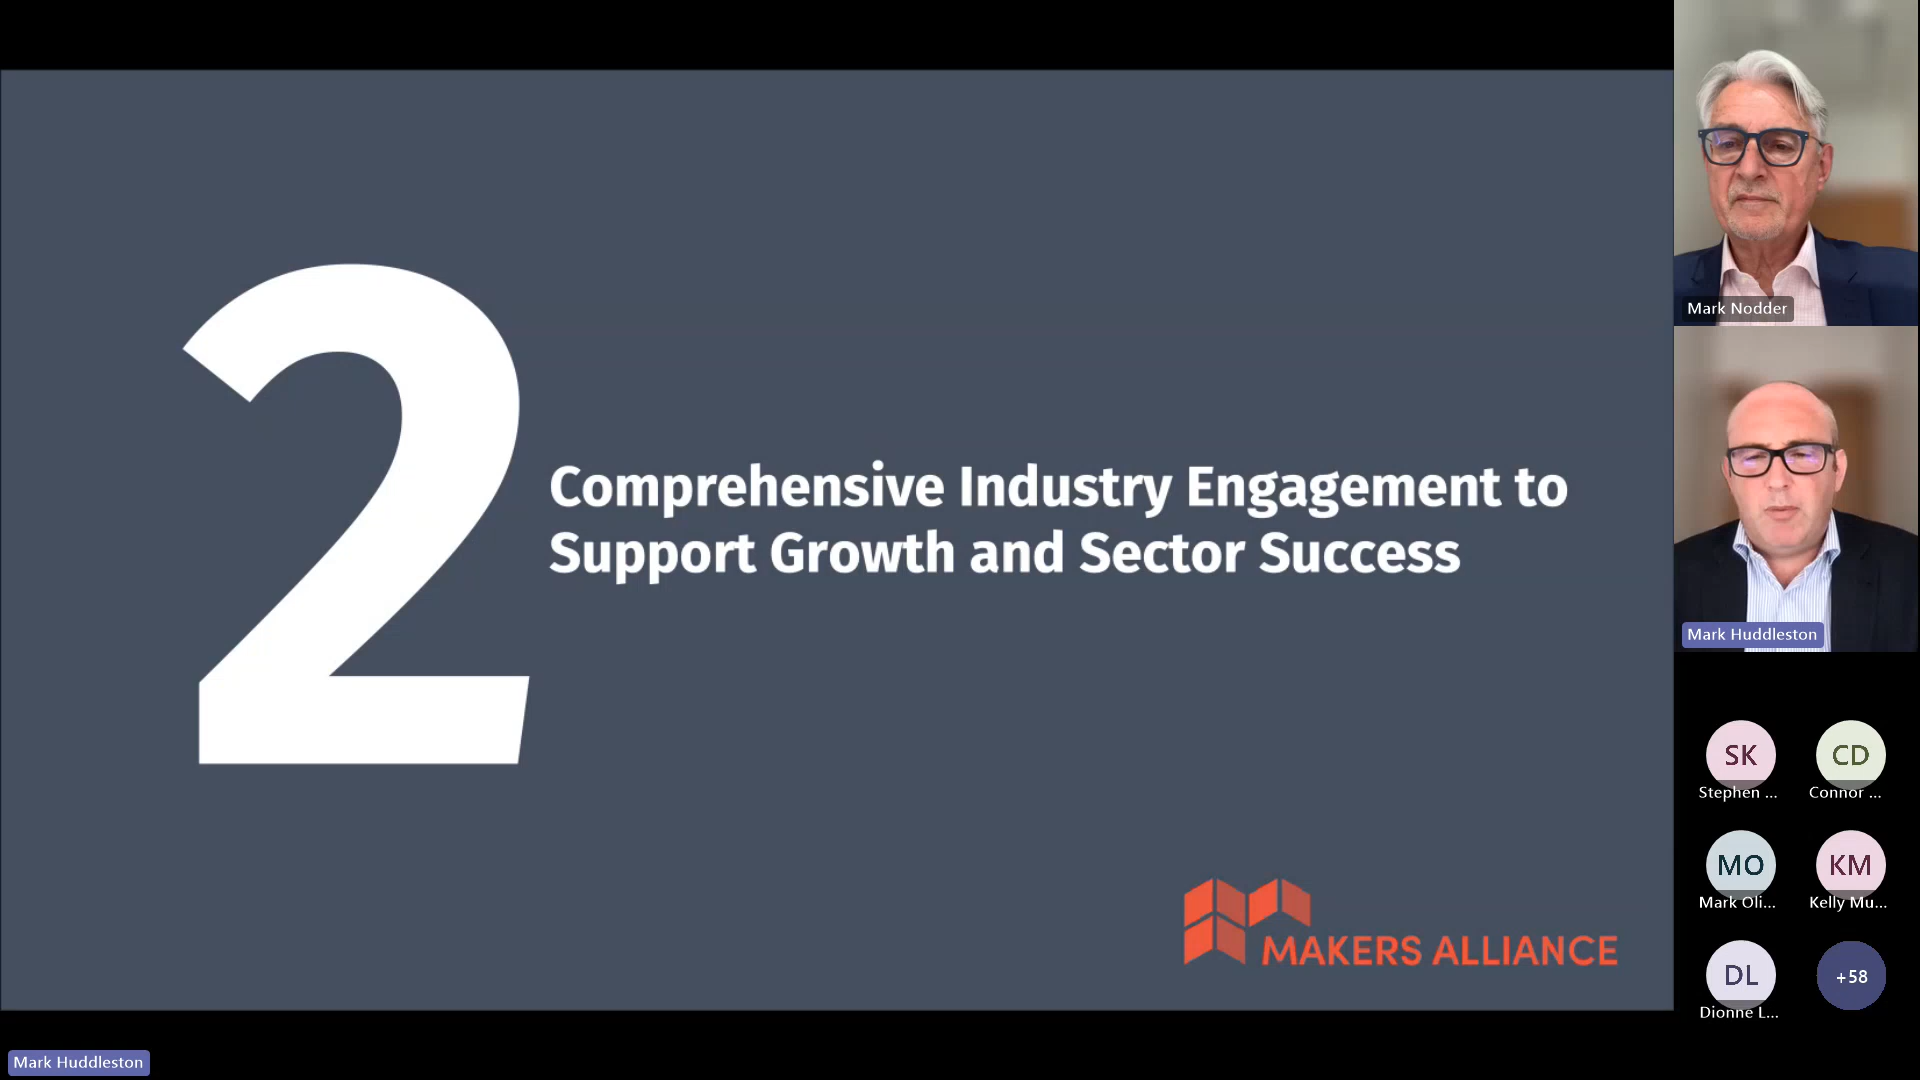 2
Comprehensive Industry Engagement to
Support Growth and Sector Success
MAKERS ALLIANCE
Mark Nodder
Mark Huddleston
SK
Stephen ...
CD
Connor ...
MO
Mark Oli...
KM
Kelly Mu...
DL
Dionne L...
+58
Mark Huddleston